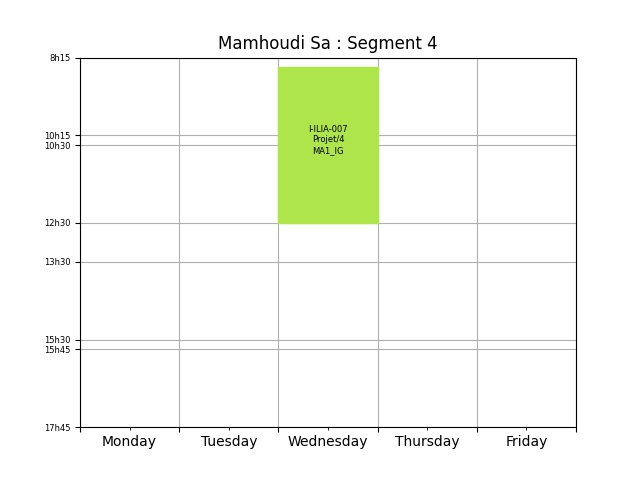 Mamhoudi Sa : Segment 4
8h15
10h15
10h30
12h30
13h30
15h30
15h45
17h45
I-ILIA-007
Projet/4
MA1_IG
Monday
Tuesday
Wednesday
Thursday
Friday